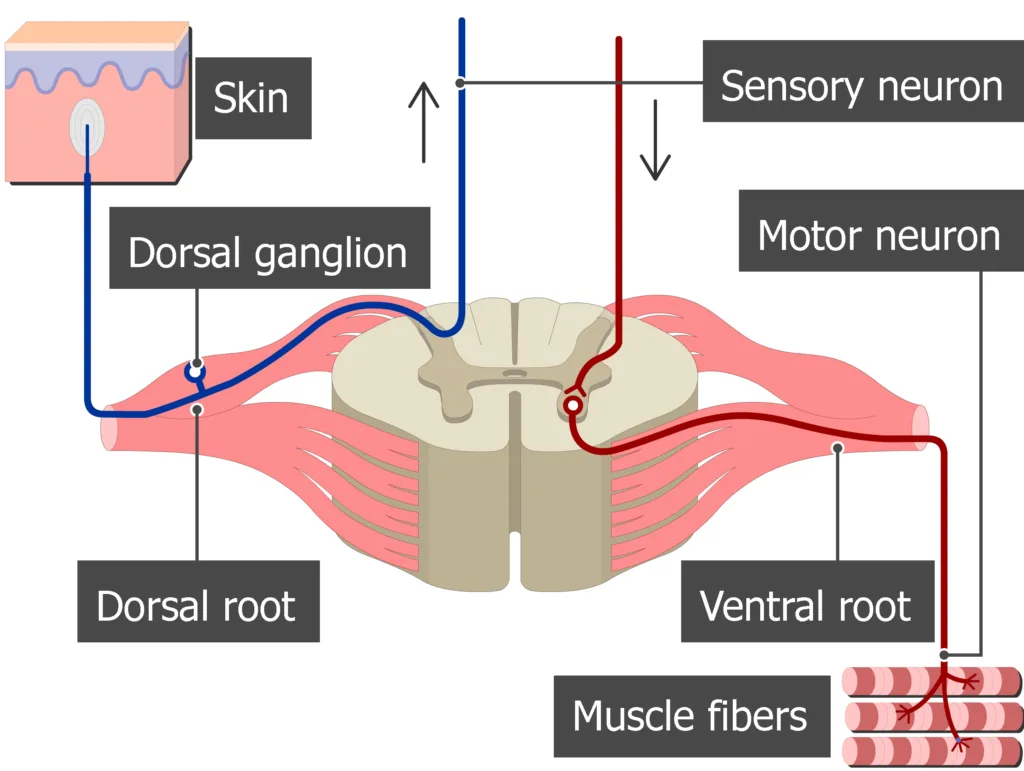 Skin
Sensory neuron
Dorsal ganglion
Motor neuron
Dorsal root
Ventral root
Muscle fibers